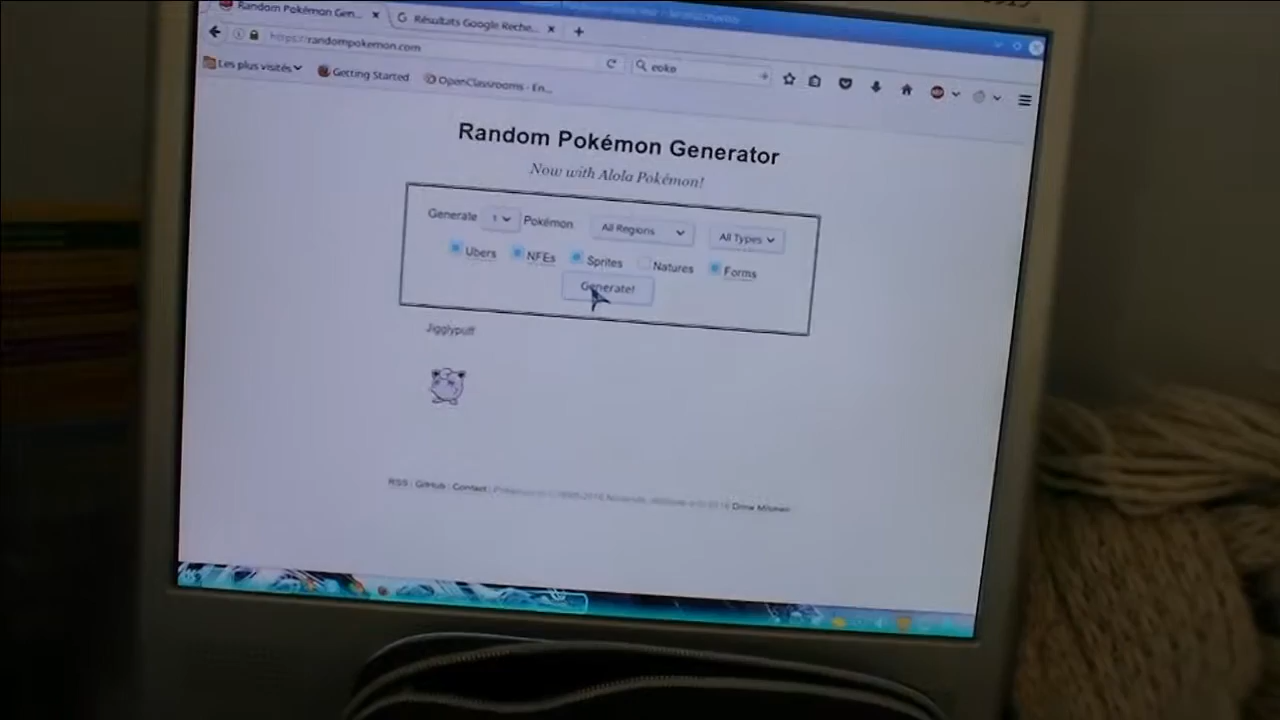 Random Pokémon Gen...
Résultats Google Reche...
https://randompokemon.com
Les plus visités
Getting Started
OpenClassrooms - En...
Random Pokémon Generator
Now with Alola Pokémon!
Generate 1 Pokémon All Regions All Types
Ubers NFEs Sprites Natures Forms
Generate!
Jigglypuff
RSS | GitHub | Contact |